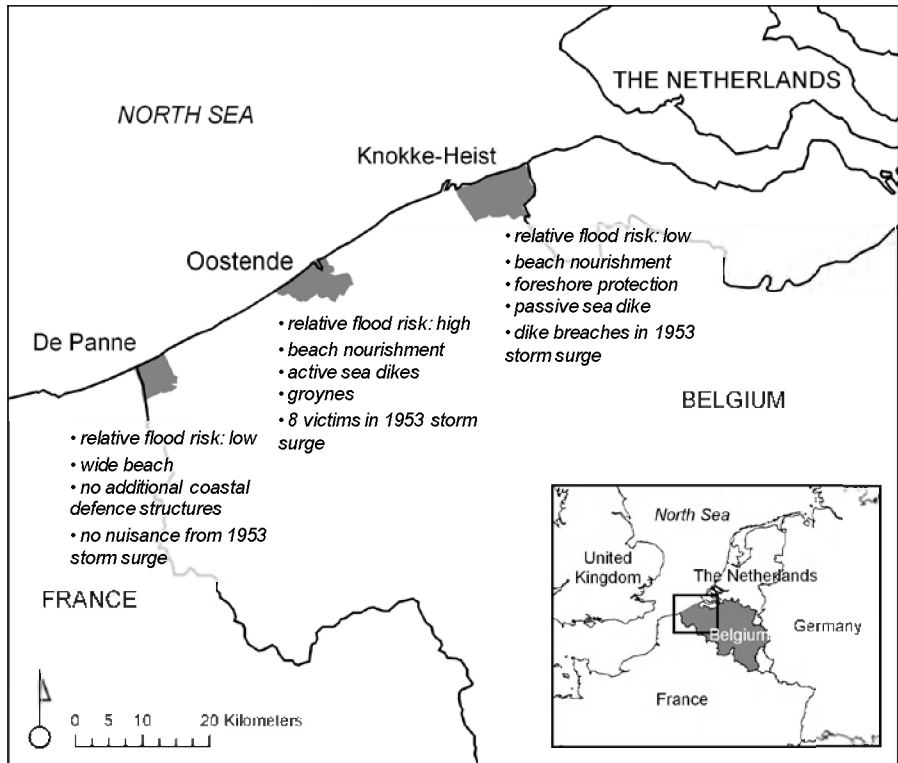 THE NETHERLANDS
NORTH SEA
Knokke-Heist
• relative flood risk: low
• beach nourishment
• foreshore protection
• passive sea dike
• dike breaches in 1953
storm surge
Oostende
• relative flood risk: high
• beach nourishment
• active sea dikes
• groynes
• 8 victims in 1953 storm
surge
De Panne
• relative flood risk: low
• wide beach
• no additional coastal
defence structures
• no nuisance from 1953
storm surge
BELGIUM
FRANCE
0 5 10 20 Kilometers
North Sea
United
Kingdom
The Netherlands
Belgium
Germany
France